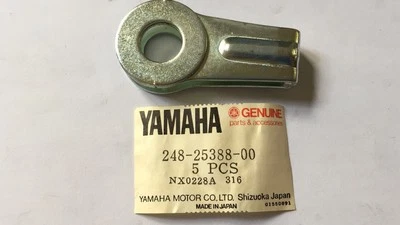 YAMAHA GENUINE
parts & accessories
248-25388-00
5 PCS
NX0228A 316
YAMAHA MOTOR CO., LTD. Shizuoka Japan
MADE IN JAPAN